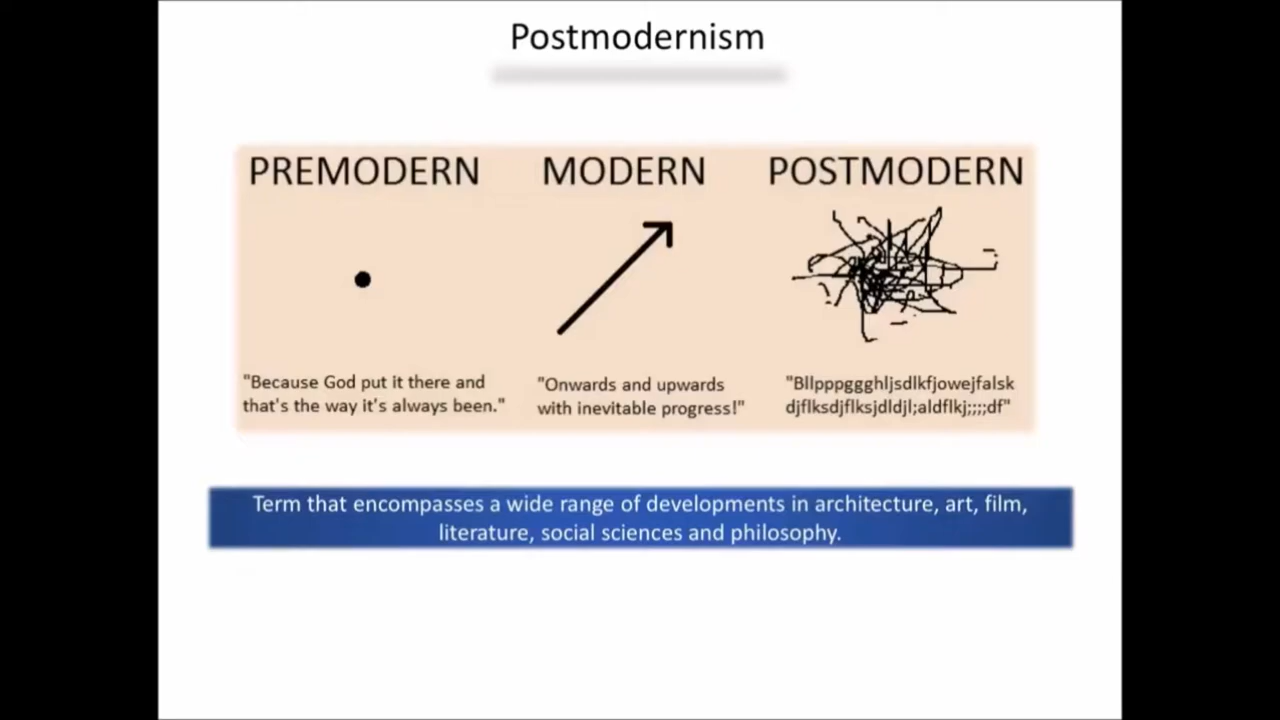 Postmodernism
PREMODERN
MODERN
POSTMODERN
"Because God put it there and
that's the way it's always been."
"Onwards and upwards
with inevitable progress!"
"Bllpppggghljsdlkfjowejfalsk
djflksdjflksjdldjl;aldflkj;;;;df"
Term that encompasses a wide range of developments in architecture, art, film,
literature, social sciences and philosophy.